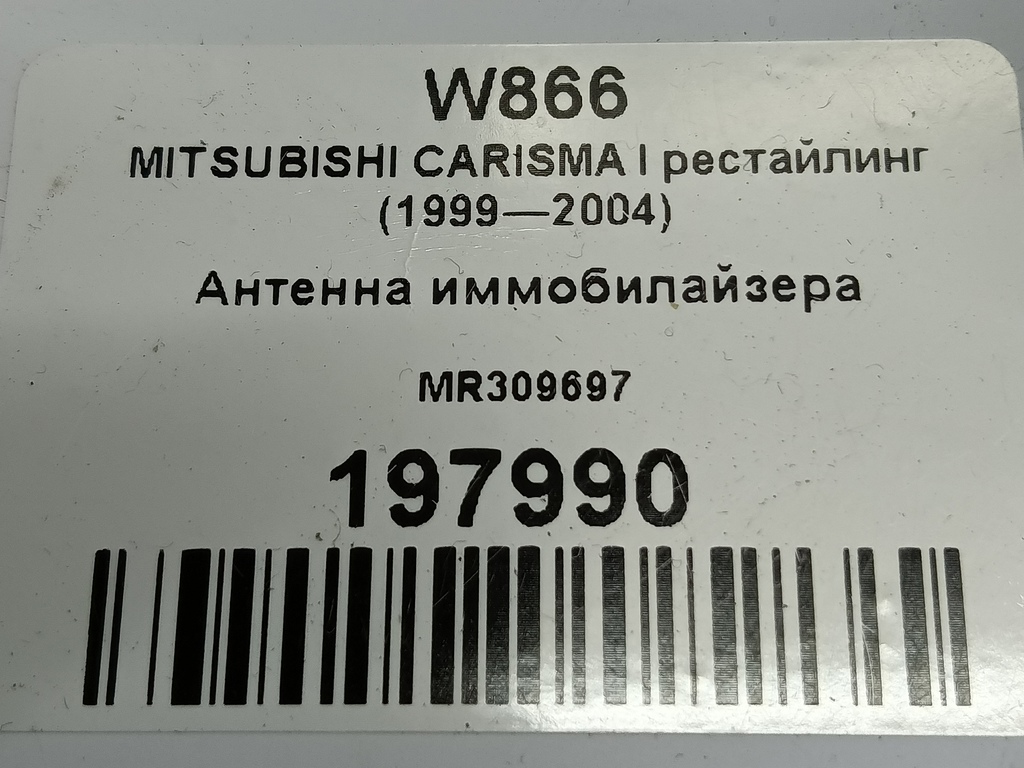 W866
MITSUBISHI CARISMA I рестайлинг
(1999—2004)
Антенна иммобилайзера
MR309697
197990